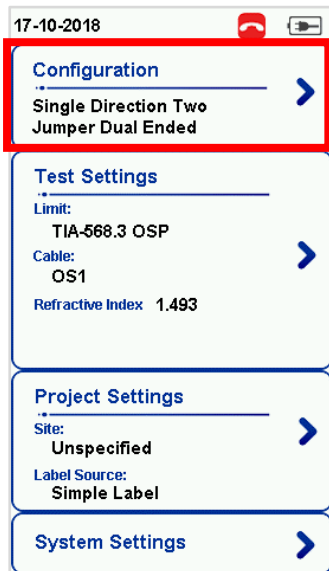 17-10-2018
Configuration
Single Direction Two
Jumper Dual Ended
Test Settings
Limit:
TIA-568.3 OSP
Cable:
OS1
Refractive Index 1.493
Project Settings
Site:
Unspecified
Label Source:
Simple Label
System Settings